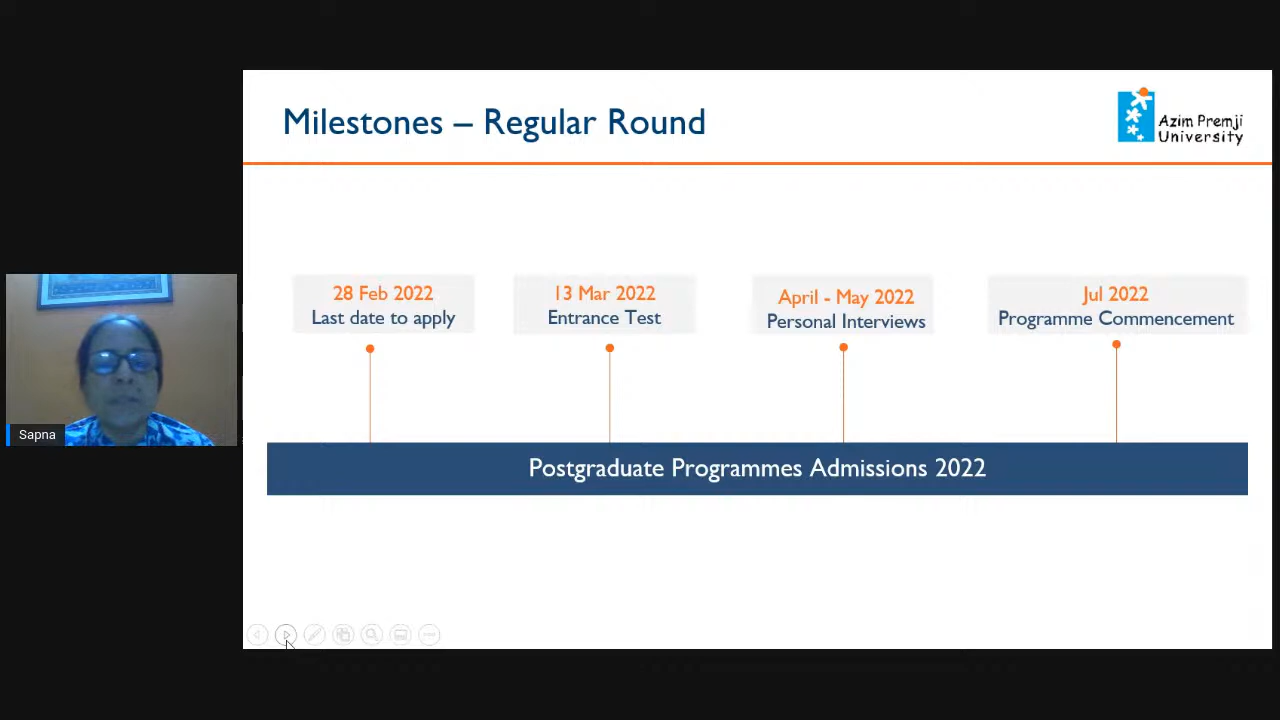 Milestones – Regular Round
Azim Premji
University
28 Feb 2022
Last date to apply
13 Mar 2022
Entrance Test
April - May 2022
Personal Interviews
Jul 2022
Programme Commencement
Sapna
Postgraduate Programmes Admissions 2022